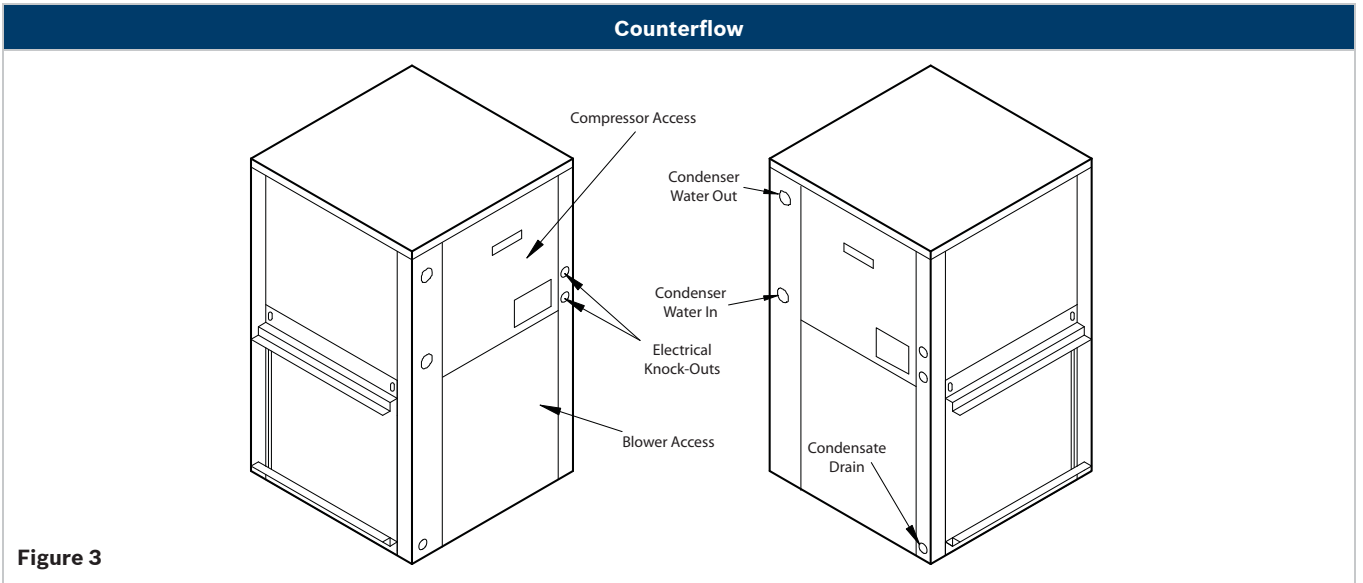 Counterflow
Compressor Access
Condenser
Water Out
Condenser
Water In
Electrical
Knock-Outs
Blower Access
Condensate
Drain
Figure 3